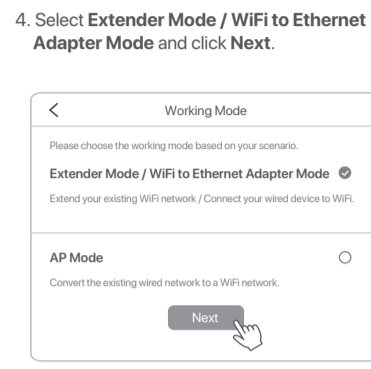 4. Select Extender Mode / WiFi to Ethernet
Adapter Mode and click Next.
Working Mode
Please choose the working mode based on your scenario.
Extender Mode / WiFi to Ethernet Adapter Mode
Extend your existing WiFi network / Connect your wired device to WiFi.
AP Mode
Convert the existing wired network to a WiFi network.
Next